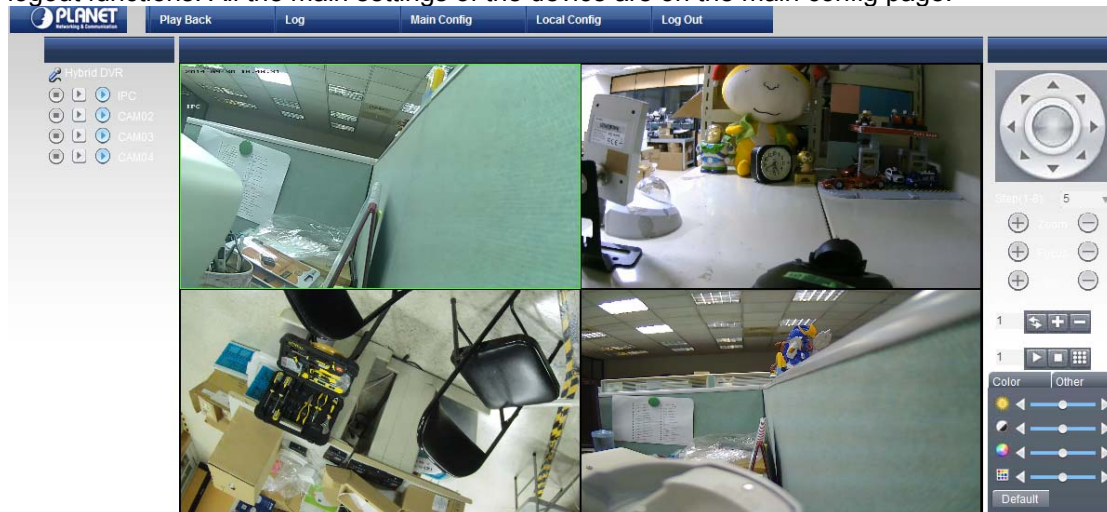 logout functions. All the main settings of the device are on the main config page.
PLANET
Networking & Communication
Play Back
Log
Main Config
Local Config
Log Out
Hybrid DVR
IPC
CAM02
CAM03
CAM04
IPC
Step(1-8) 5
Zoom
Focus
1
1
Color
Other
Default